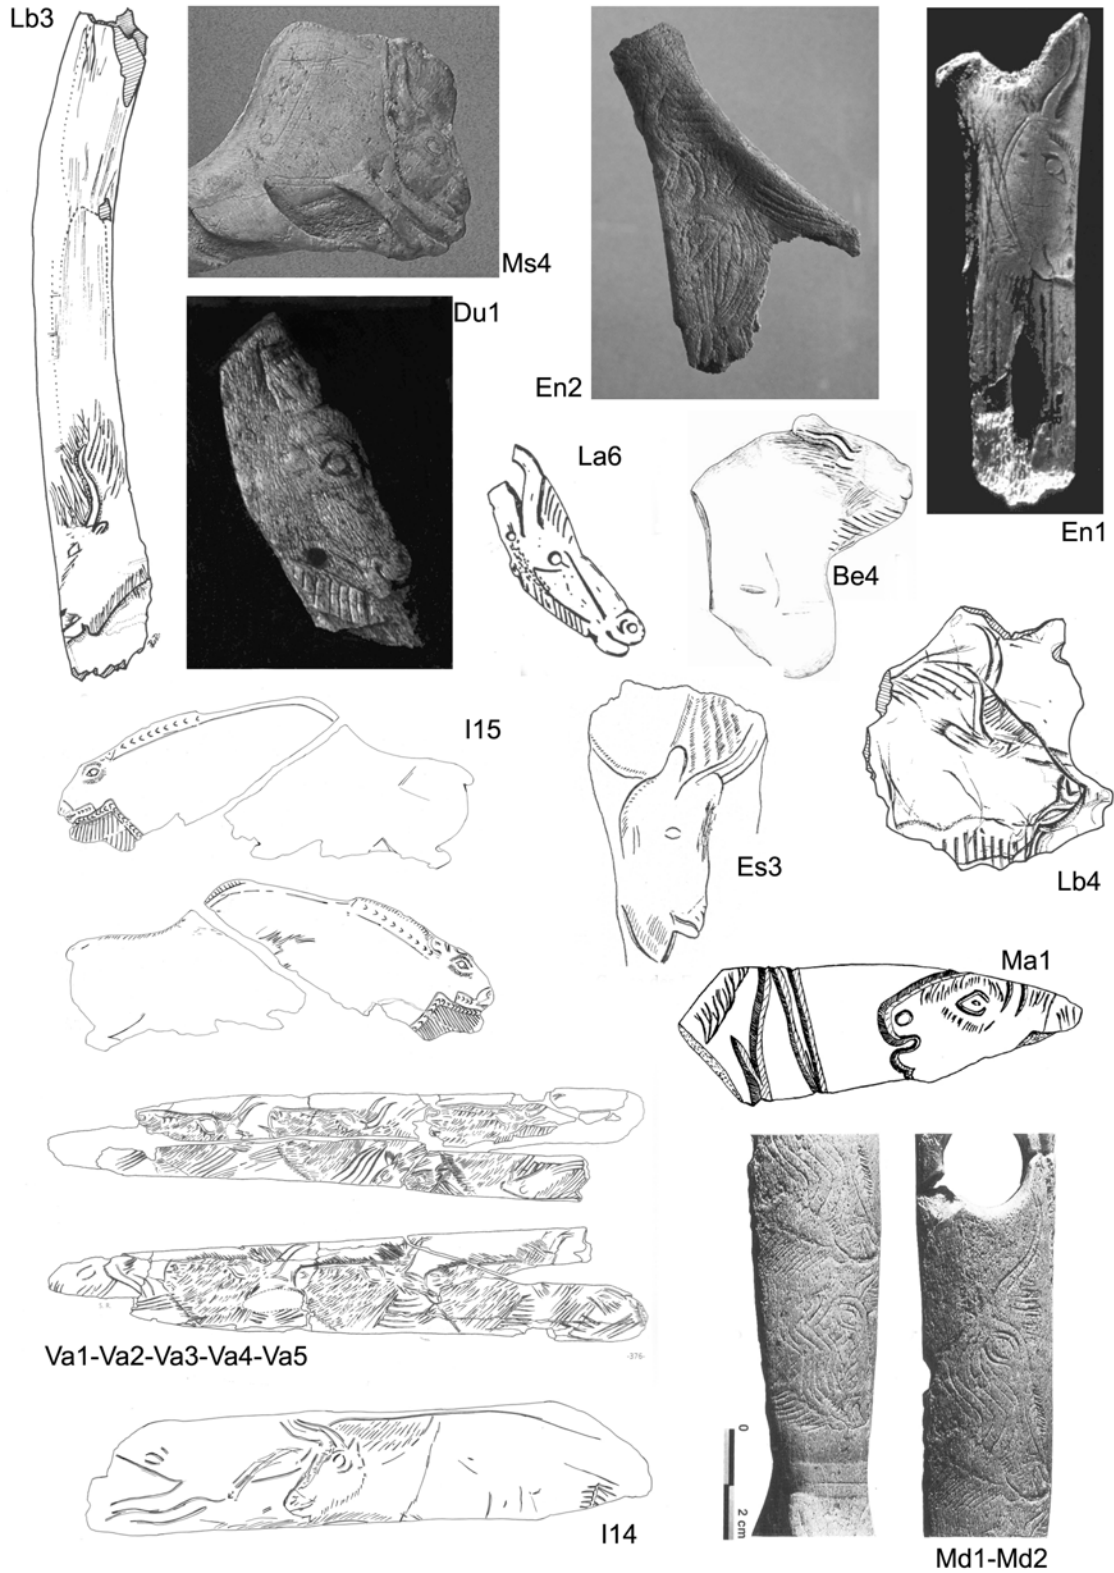 Lb3
Ms4
Du1
En2
En1
La6
Be4
I15
Es3
Lb4
Ma1
Va1-Va2-Va3-Va4-Va5
-376-
I14
0
2 cm
Md1-Md2